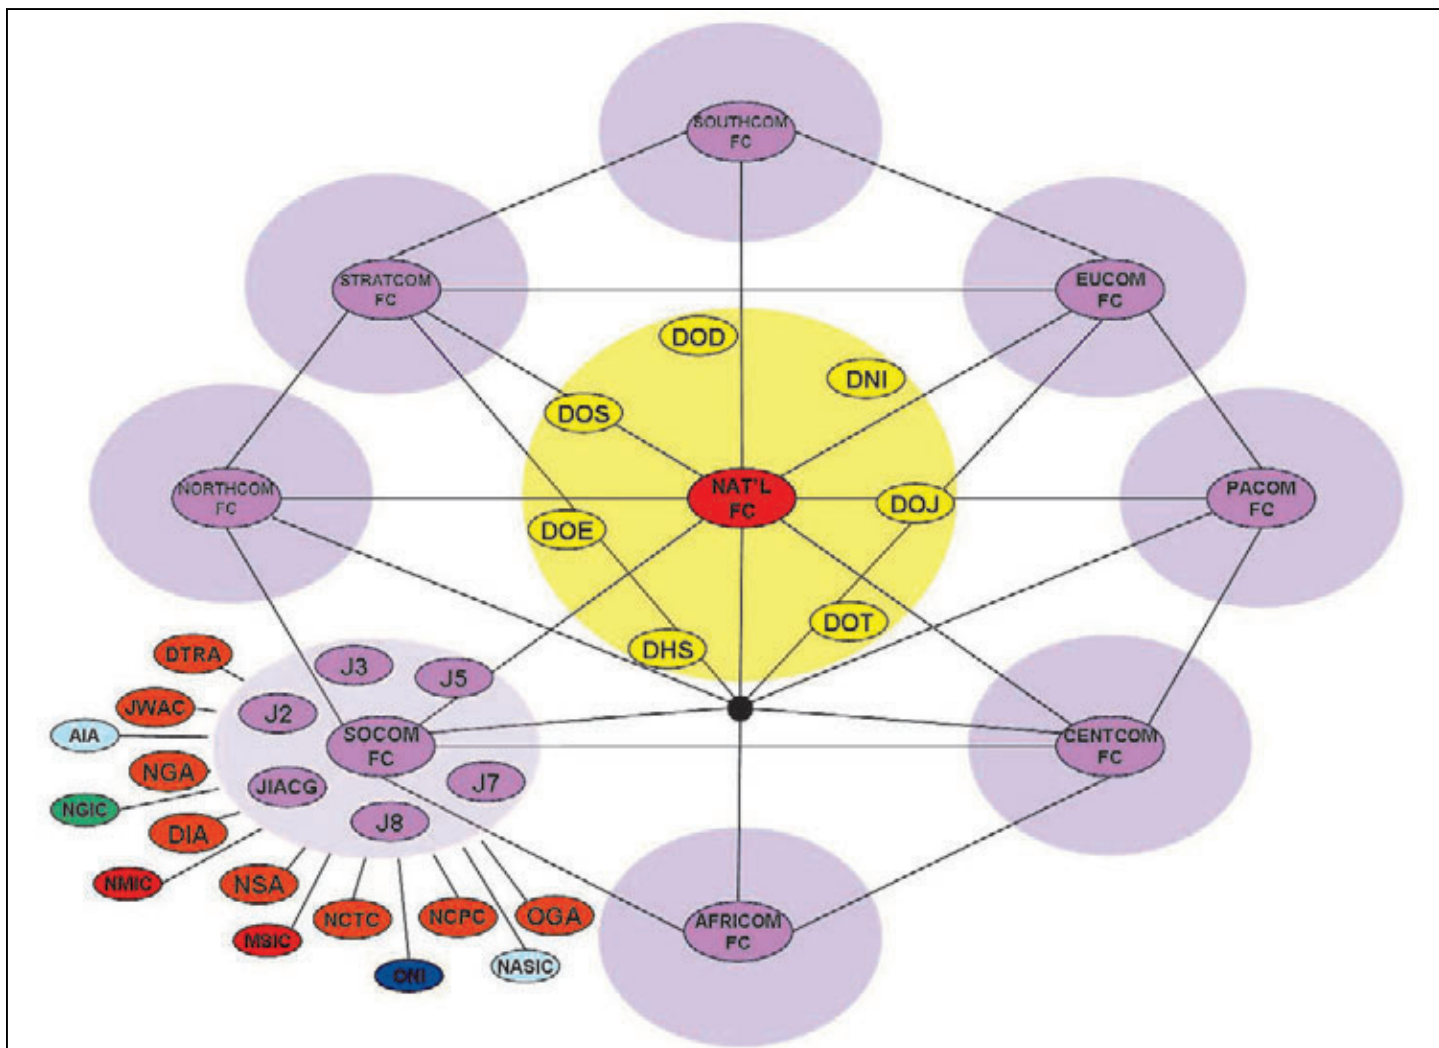 SOUTHCOM
FC
STRATCOM
FC
EUCOM
FC
DOD
DNI
DOS
NORTHCOM
FC
NAT'L
FC
DOJ
PACOM
FC
DOE
DOT
DHS
DTRA
J3
J5
JWAC
J2
AIA
SOCOM
FC
CENTCOM
FC
NGA
JIACG
J7
NGIC
J8
DIA
NMIC
NSA
NCTC
NCPC
OGA
AFRICOM
FC
MSIC
ONI
NASIC